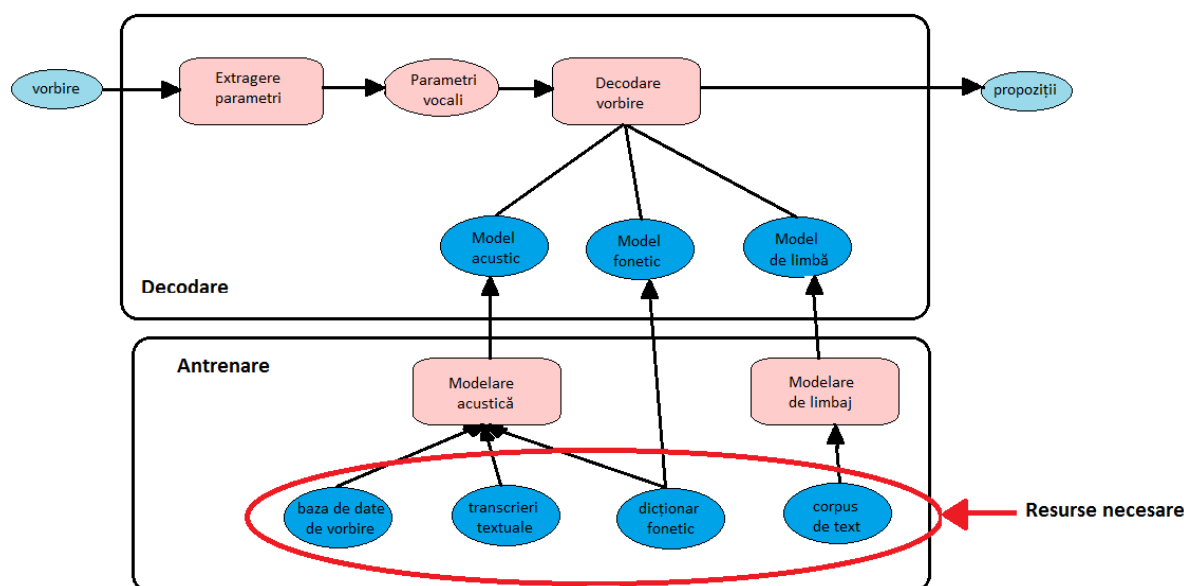 vorbire
Extragere
parametri
Parametri
vocali
Decodare
vorbire
propoziții
Model
acustic
Model
fonetic
Model
de limbă
Decodare
Antrenare
Modelare
acustică
Modelare
de limbaj
baza de date
de vorbire
transcrieri
textuale
dicționar
fonetic
corpus
de text
Resurse necesare